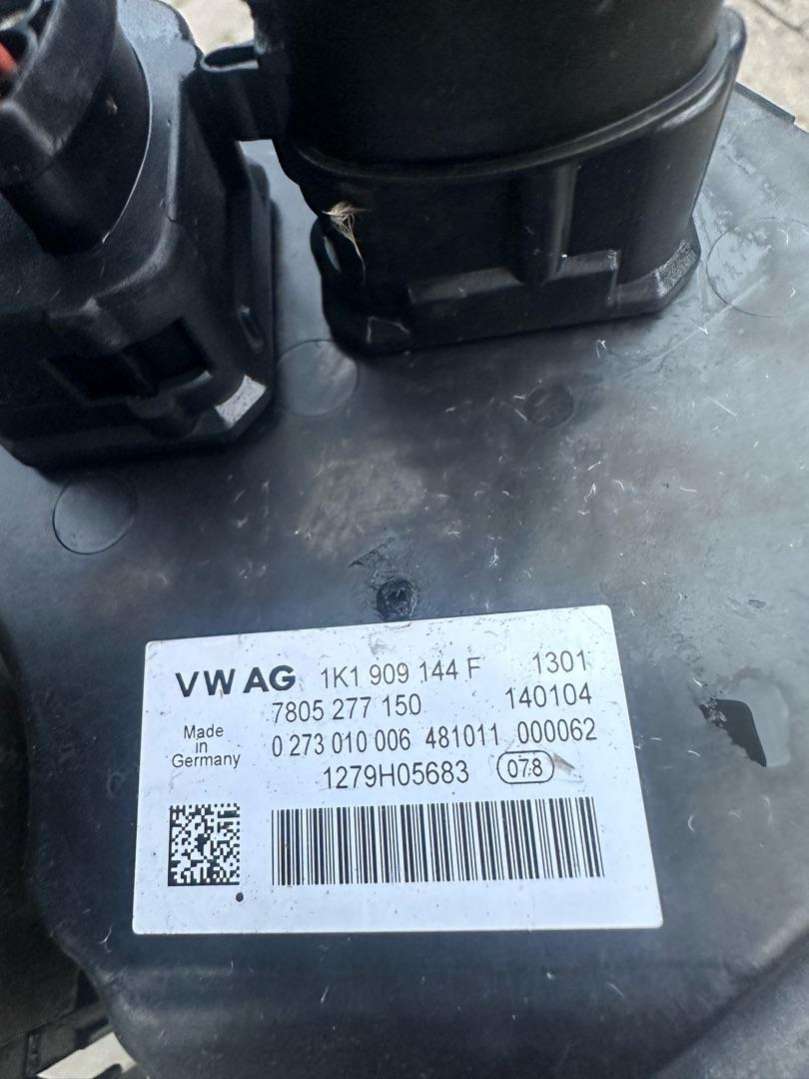 VW AG 1K1 909 144 F 1301
7805 277 150 140104
Made in Germany 0 273 010 006 481011 000062
1279H05683 078